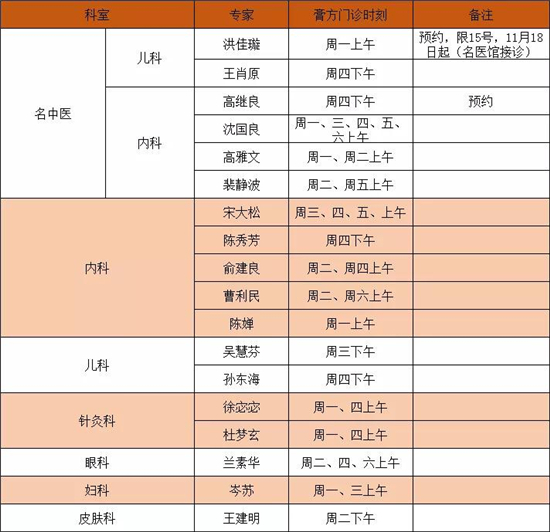 科室 专家 膏方门诊时刻 备注
名中医 儿科 洪佳璇 周一上午 预约，限15号，11月18
日起（名医馆接诊）
王肖原 周四下午
内科 高继良 周四下午 预约
沈国良 周一、三、四、五、
六上午
高雅文 周一、周二上午
裴静波 周二、周五上午
内科 宋大松 周三、四、五、上午
陈秀芳 周四下午
俞建良 周二、周四上午
曹利民 周二、周六上午
陈婵 周一上午
儿科 吴慧芬 周三下午
孙东海 周四下午
针灸科 徐宓宓 周一、四上午
杜梦玄 周一、四上午
眼科 兰素华 周二、四、六上午
妇科 岑苏 周一、三上午
皮肤科 王建明 周二下午